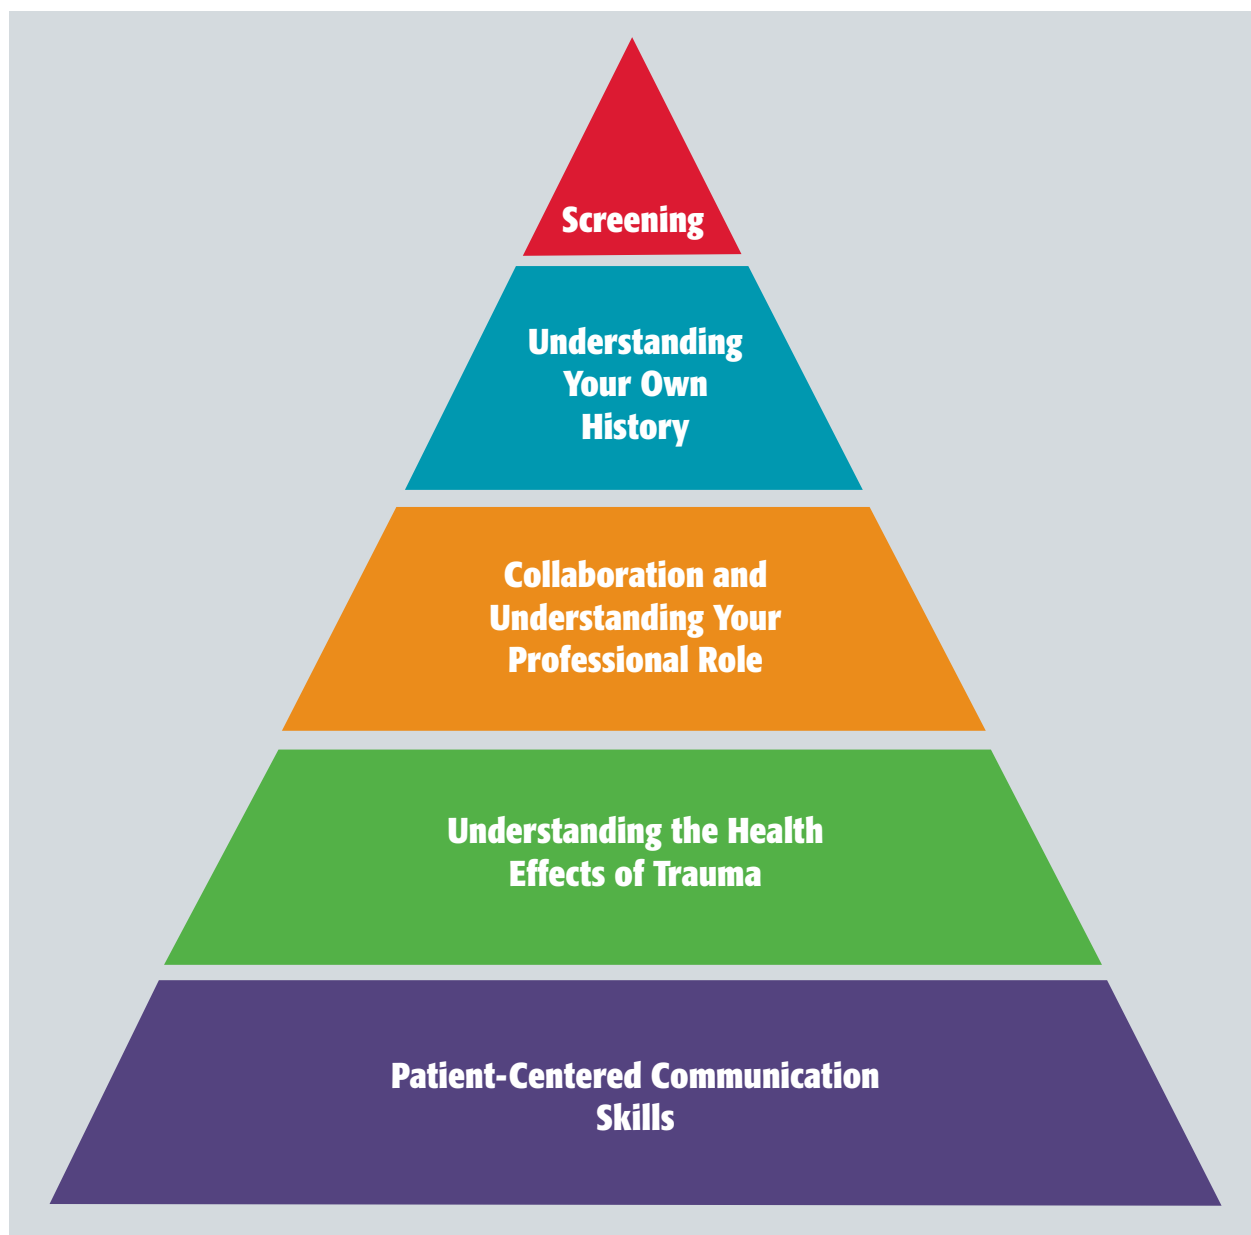 Screening
Understanding
Your Own
History
Collaboration and
Understanding Your
Professional Role
Understanding the Health
Effects of Trauma
Patient-Centered Communication
Skills